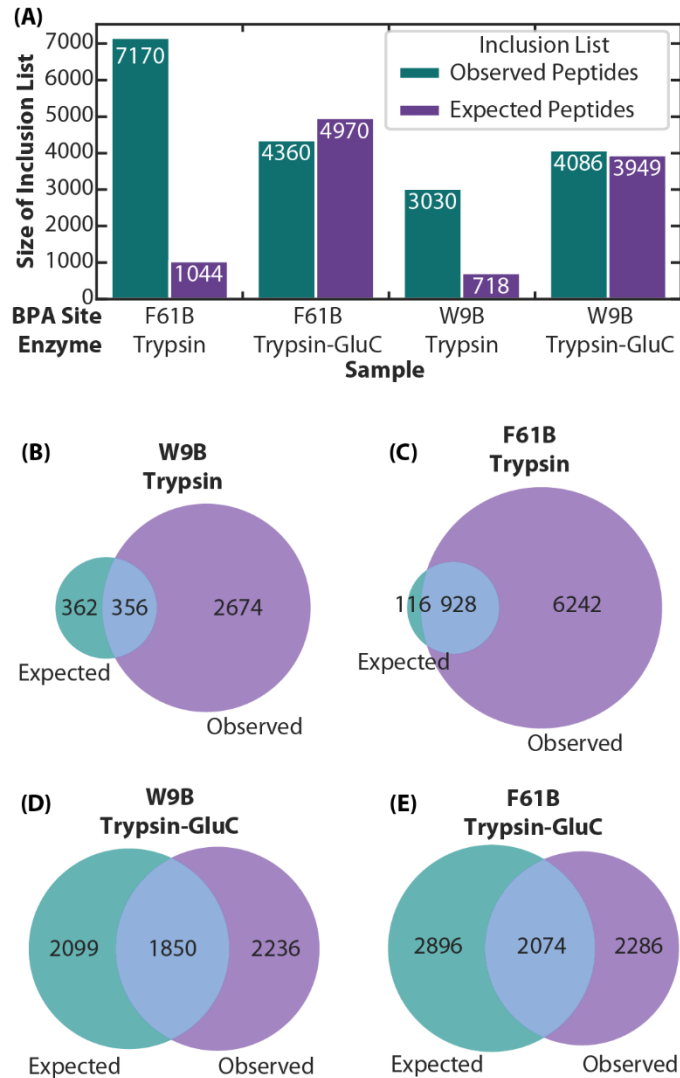 (A)
Size of Inclusion List
7000
6000
5000
4000
3000
2000
1000
0
Inclusion List
Observed Peptides
Expected Peptides
7170
1044
4360
4970
3030
718
4086
3949
BPA Site F61B F61B W9B W9B
Enzyme Trypsin Trypsin-GluC Trypsin Trypsin-GluC
Sample
(B)
W9B
Trypsin
362 356 2674
Expected
Observed
(C)
F61B
Trypsin
116 928 6242
Expected
Observed
(D)
W9B
Trypsin-GluC
2099 1850 2236
Expected Observed
(E)
F61B
Trypsin-GluC
2896 2074 2286
Expected Observed